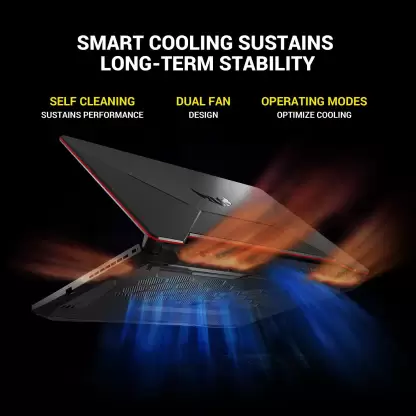 SMART COOLING SUSTAINS
LONG-TERM STABILITY
SELF CLEANING
SUSTAINS PERFORMANCE
DUAL FAN
DESIGN
OPERATING MODES
OPTIMIZE COOLING